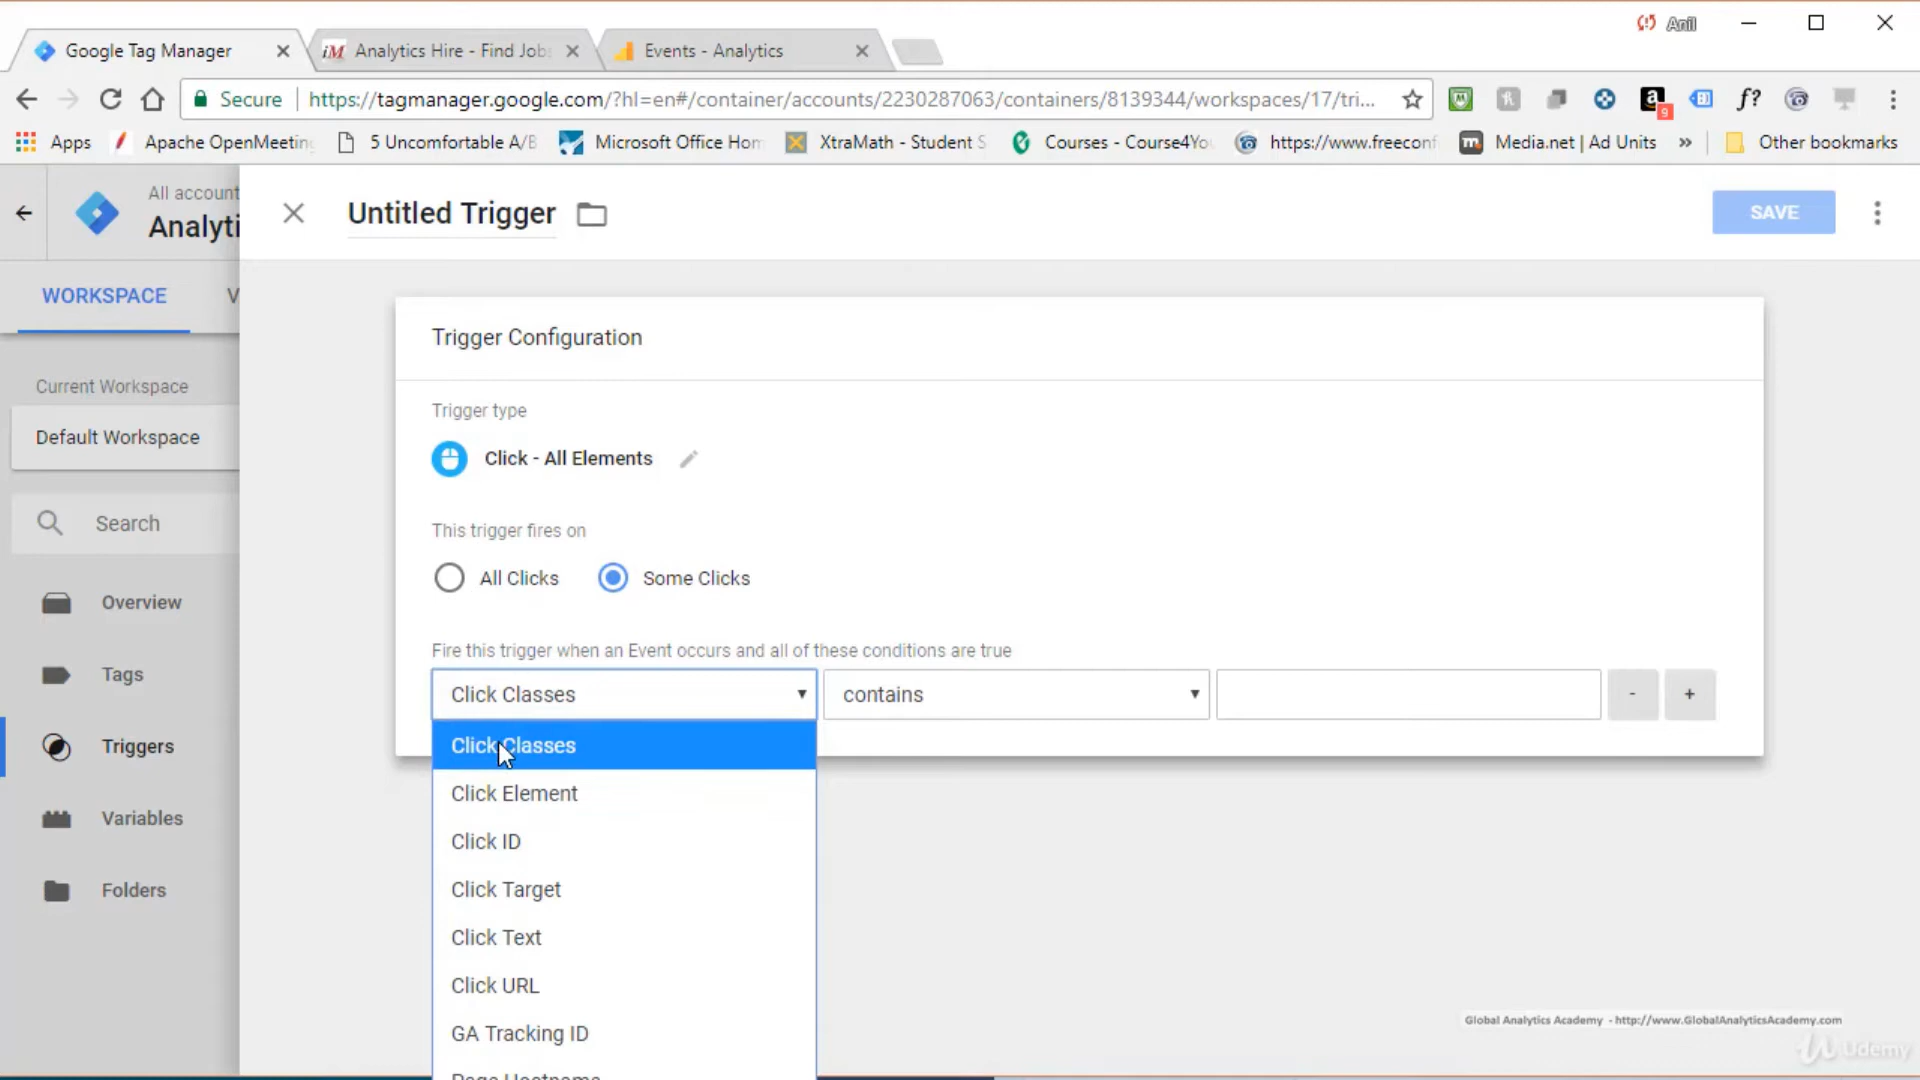 Anil
Google Tag Manager
Analytics Hire - Find Jobs
Events - Analytics
Secure
https://tagmanager.google.com/?hl=en#/container/accounts/2230287063/containers/8139344/workspaces/17/tri...
9
f?
Apps
Apache OpenMeeting
5 Uncomfortable A/B
Microsoft Office Hom
XtraMath - Student S
Courses - Course4Yo
https://www.freeconf
Media.net | Ad Units
»
Other bookmarks
All account
Analyti
Untitled Trigger
SAVE
WORKSPACE
V
Current Workspace
Default Workspace
Search
Overview
Tags
Triggers
Variables
Folders
Trigger Configuration
Trigger type
Click - All Elements
This trigger fires on
All Clicks
Some Clicks
Fire this trigger when an Event occurs and all of these conditions are true
Click Classes
contains
-
+
Click Classes
Click Element
Click ID
Click Target
Click Text
Click URL
GA Tracking ID
Page Hostname
Global Analytics Academy - http://www.GlobalAnalyticsAcademy.com
Udemy